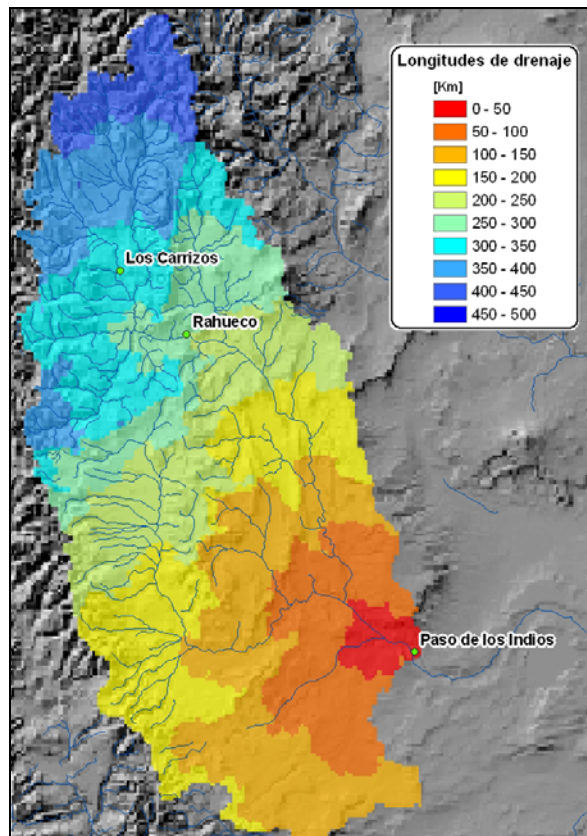 Longitudes de drenaje
[Km]
0 - 50
50 - 100
100 - 150
150 - 200
200 - 250
250 - 300
300 - 350
350 - 400
400 - 450
450 - 500
Los Carrizos
Rahueco
Paso de los Indios